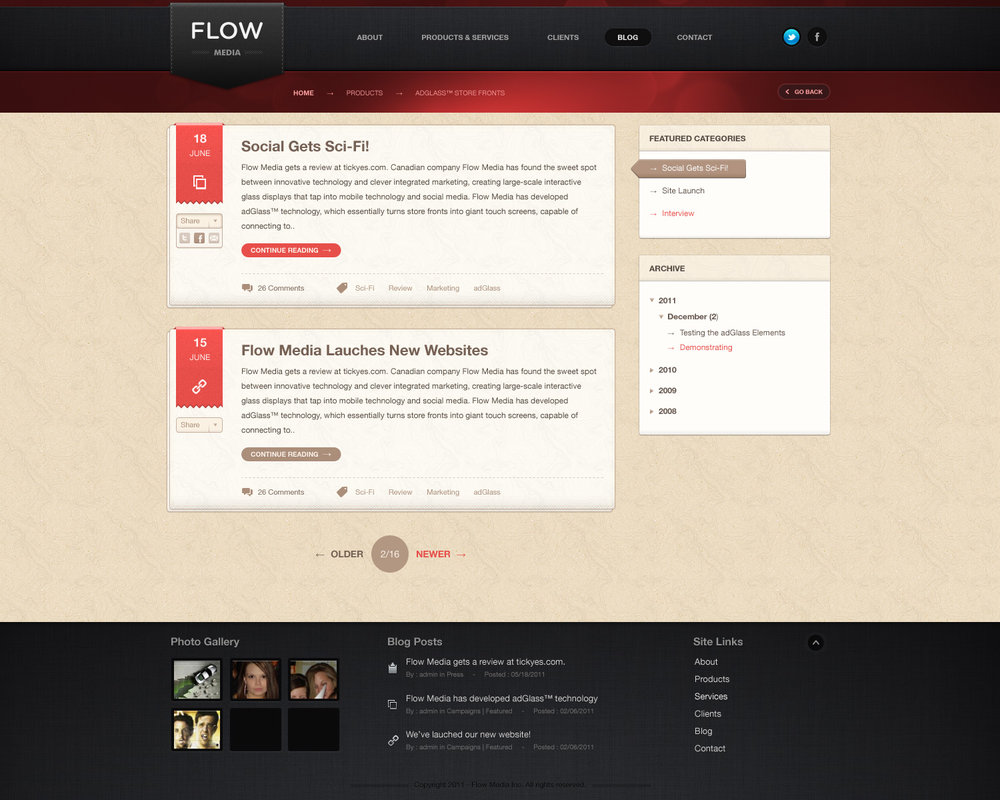 FLOW
MEDIA
ABOUT
PRODUCTS & SERVICES
CLIENTS
BLOG
CONTACT
HOME → PRODUCTS → ADGLASS™ STORE FRONTS
GO BACK
18
JUNE
Share
Social Gets Sci-Fi!
Flow Media gets a review at tickyes.com. Canadian company Flow Media has found the sweet spot
between innovative technology and clever integrated marketing, creating large-scale interactive
glass displays that tap into mobile technology and social media. Flow Media has developed
adGlass™ technology, which essentially turns store fronts into giant touch screens, capable of
connecting to..
CONTINUE READING →
26 Comments
Sci-Fi Review Marketing adGlass
15
JUNE
Share
Flow Media Lauches New Websites
Flow Media gets a review at tickyes.com. Canadian company Flow Media has found the sweet spot
between innovative technology and clever integrated marketing, creating large-scale interactive
glass displays that tap into mobile technology and social media. Flow Media has developed
adGlass™ technology, which essentially turns store fronts into giant touch screens, capable of
connecting to..
CONTINUE READING →
26 Comments
Sci-Fi Review Marketing adGlass
← OLDER
2/16
NEWER →
FEATURED CATEGORIES
→ Social Gets Sci-Fi!
→ Site Launch
→ Interview
ARCHIVE
2011
December (2)
→ Testing the adGlass Elements
→ Demonstrating
2010
2009
2008
Photo Gallery
Blog Posts
Flow Media gets a review at tickyes.com.
By : admin in Press - Posted : 05/18/2011
Flow Media has developed adGlass™ technology
By : admin in Campaigns | Featured - Posted : 02/06/2011
We've lauched our new website!
By : admin in Campaigns | Featured - Posted : 02/06/2011
Site Links
About
Products
Services
Clients
Blog
Contact
Copyright 2011 - Flow Media Inc. All rights reserved.